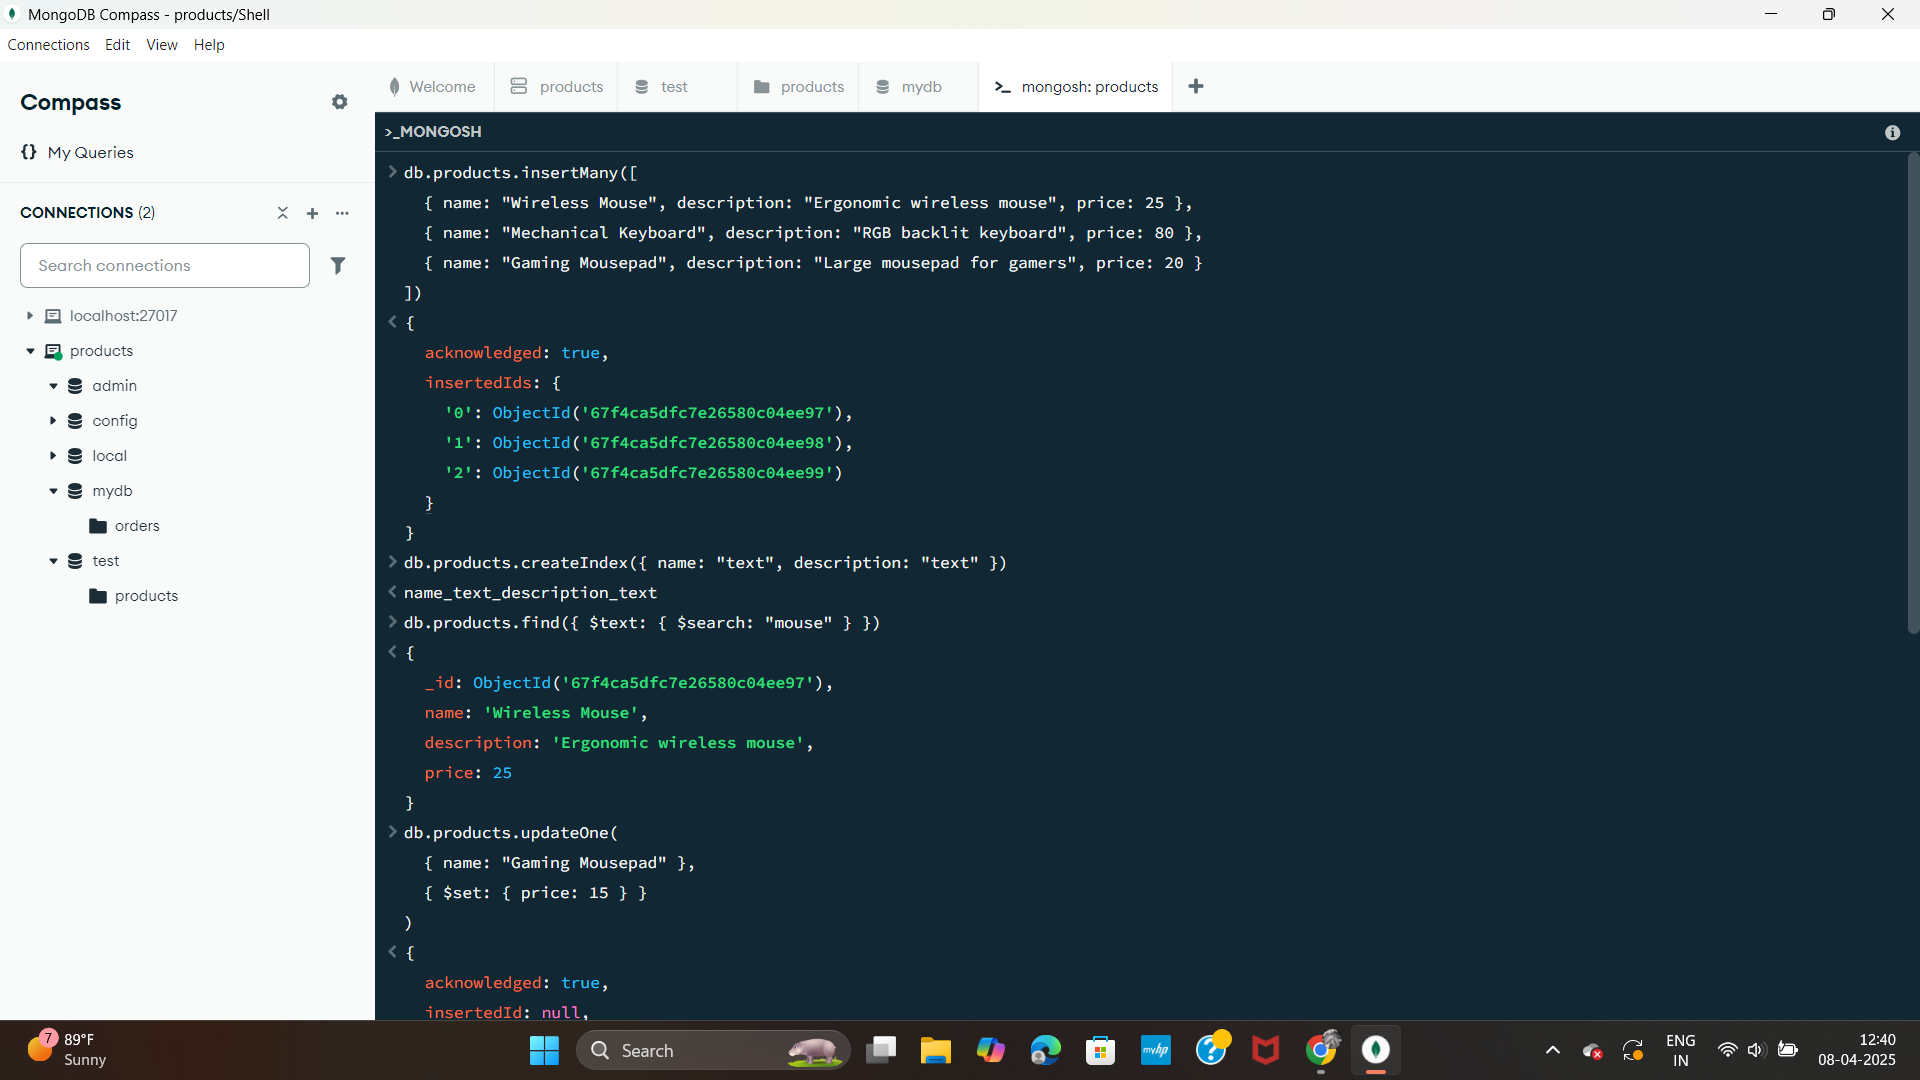 MongoDB Compass - products/Shell
Connections Edit View Help
Compass
{} My Queries
CONNECTIONS (2)
Search connections
localhost:27017
products
admin
config
local
mydb
orders
test
products
Welcome products test products mydb >_ mongosh: products
>_MONGOSH
> db.products.insertMany([
{ name: "Wireless Mouse", description: "Ergonomic wireless mouse", price: 25 },
{ name: "Mechanical Keyboard", description: "RGB backlit keyboard", price: 80 },
{ name: "Gaming Mousepad", description: "Large mousepad for gamers", price: 20 }
])
< {
acknowledged: true,
insertedIds: {
'0': ObjectId('67f4ca5dfc7e26580c04ee97'),
'1': ObjectId('67f4ca5dfc7e26580c04ee98'),
'2': ObjectId('67f4ca5dfc7e26580c04ee99')
}
}
> db.products.createIndex({ name: "text", description: "text" })
< name_text_description_text
> db.products.find({ $text: { $search: "mouse" } })
< {
_id: ObjectId('67f4ca5dfc7e26580c04ee97'),
name: 'Wireless Mouse',
description: 'Ergonomic wireless mouse',
price: 25
}
> db.products.updateOne(
{ name: "Gaming Mousepad" },
{ $set: { price: 15 } }
)
< {
acknowledged: true,
insertedId: null,
7
89°F
Sunny
Search
myhp
ENG
IN
12:40
08-04-2025